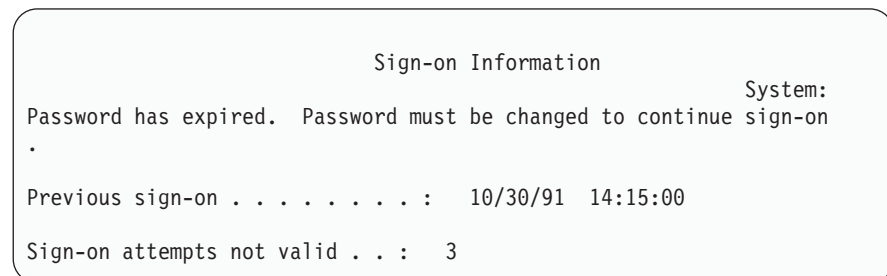 Sign-on Information
System:
Password has expired.  Password must be changed to continue sign-on
.
Previous sign-on . . . . . . . . :   10/30/91  14:15:00
Sign-on attempts not valid . . :   3